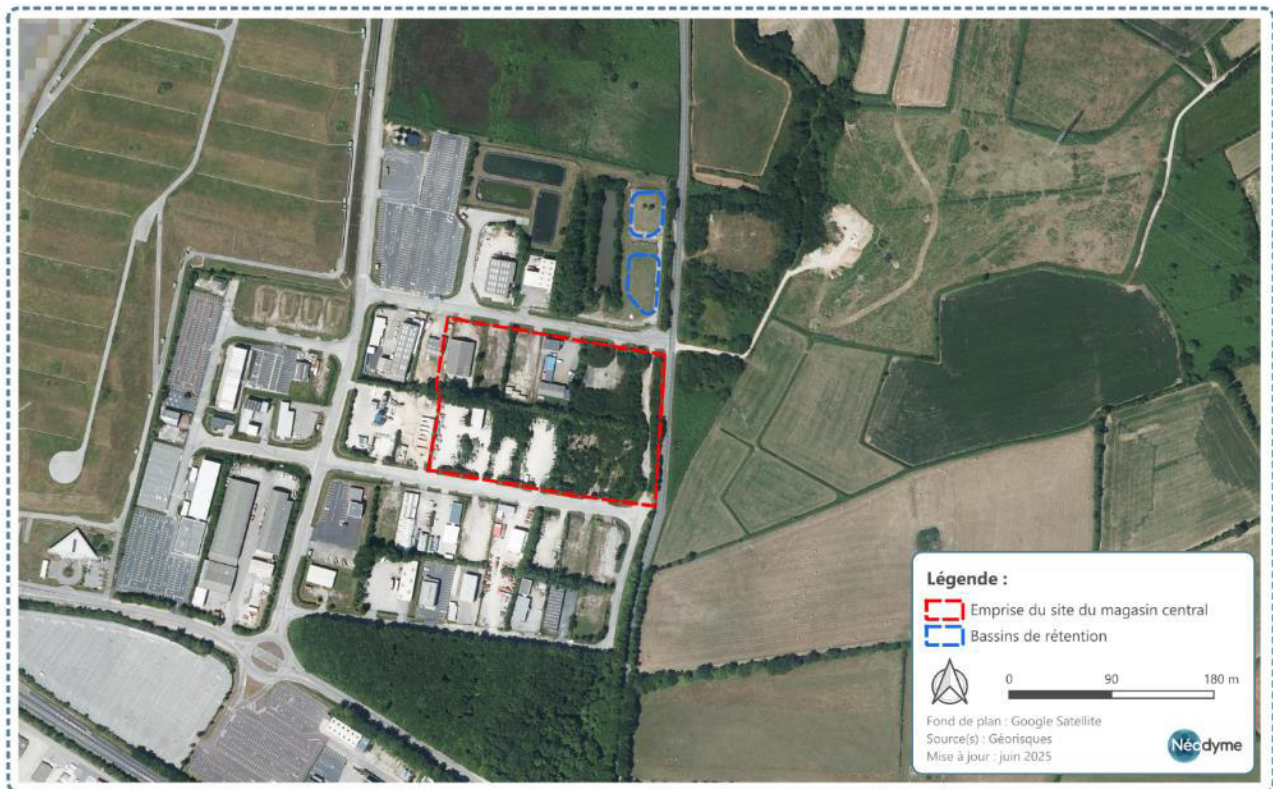 Légende :
Emprise du site du magasin central
Bassins de rétention
0 90 180 m
Fond de plan : Google Satellite
Source(s) : Géorisques
Mise à jour : juin 2025
Néodyme